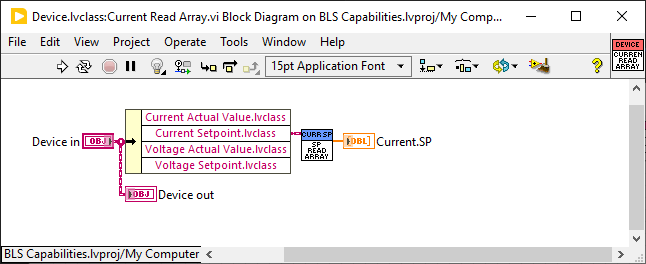 Device.lvclass:Current Read Array.vi Block Diagram on BLS Capabilities.lvproj/My Compu...
File Edit View Project Operate Tools Window Help
15pt Application Font
?
DEVICE
CURREN
READ
ARRAY
Current Actual Value.lvclass
Current Setpoint.lvclass
Voltage Actual Value.lvclass
Voltage Setpoint.lvclass
Device in
OBJ
CURR SP
SP
READ
ARRAY
DBL
Current.SP
OBJ
Device out
BLS Capabilities.lvproj/My Computer